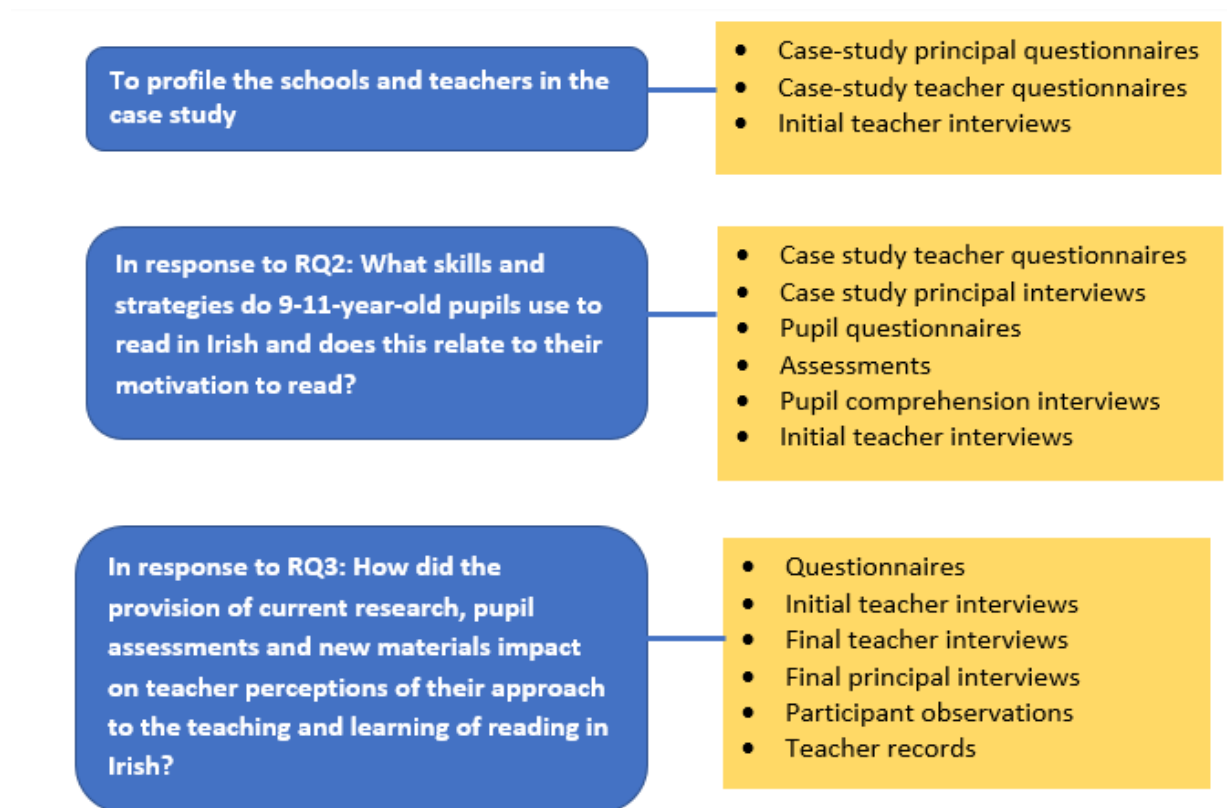 To profile the schools and teachers in the
case study
• Case-study principal questionnaires
• Case-study teacher questionnaires
• Initial teacher interviews
In response to RQ2: What skills and
strategies do 9-11-year-old pupils use to
read in Irish and does this relate to their
motivation to read?
• Case study teacher questionnaires
• Case study principal interviews
• Pupil questionnaires
• Assessments
• Pupil comprehension interviews
• Initial teacher interviews
In response to RQ3: How did the
provision of current research, pupil
assessments and new materials impact
on teacher perceptions of their approach
to the teaching and learning of reading in
Irish?
• Questionnaires
• Initial teacher interviews
• Final teacher interviews
• Final principal interviews
• Participant observations
• Teacher records